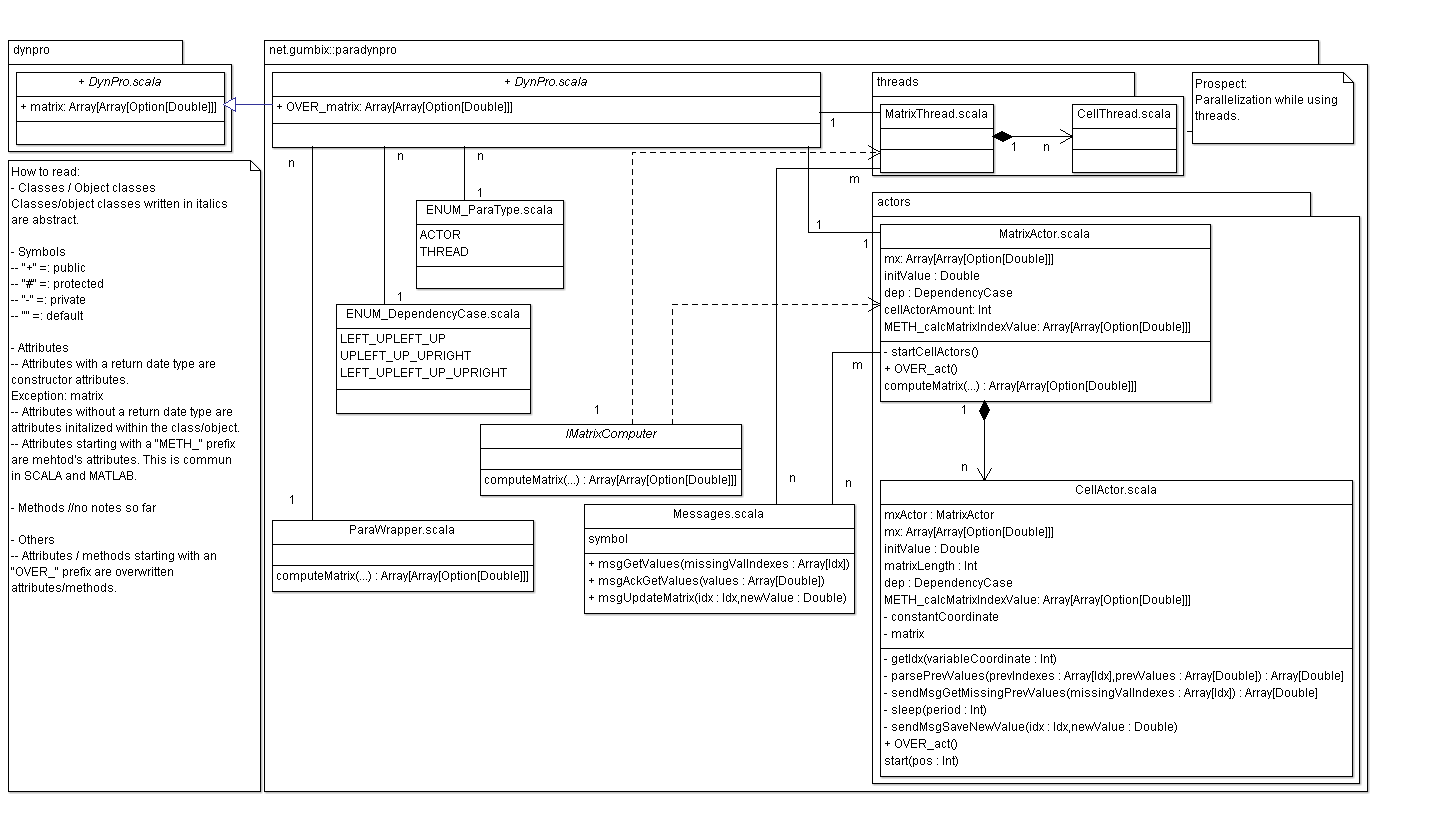 dynpro
+ DynPro.scala
+ matrix: Array[Array[Option[Double]]]
How to read:
- Classes / Object classes
Classes/object classes written in italics
are abstract.
- Symbols
-- "+" =: public
-- "#" =: protected
-- "-" =: private
-- "" =: default
- Attributes
-- Attributes with a return date type are
constructor attributes.
Exception: matrix
-- Attributes without a return date type are
attributes initalized within the class/object.
-- Attributes starting with a "METH_" prefix
are mehtod's attributes. This is commun
in SCALA and MATLAB.
- Methods //no notes so far
- Others
-- Attributes / methods starting with an
"OVER_" prefix are overwritten
attributes/methods.
net.gumbix::paradynpro
+ DynPro.scala
+ OVER_matrix: Array[Array[Option[Double]]]
n
n
n
1
1
1
ENUM_ParaType.scala
ACTOR
THREAD
ENUM_DependencyCase.scala
LEFT_UPLEFT_UP
UPLEFT_UP_UPRIGHT
LEFT_UPLEFT_UP_UPRIGHT
1
IMatrixComputer
computeMatrix(...) : Array[Array[Option[Double]]]
1
ParaWrapper.scala
computeMatrix(...) : Array[Array[Option[Double]]]
n
n
Messages.scala
symbol
+ msgGetValues(missingValIndexes : Array[Idx])
+ msgAckGetValues(values : Array[Double])
+ msgUpdateMatrix(idx : Idx,newValue : Double)
threads
MatrixThread.scala
1
n
CellThread.scala
m
Prospect:
Parallelization while using
threads.
actors
1
1
m
MatrixActor.scala
mx: Array[Array[Option[Double]]]
initValue : Double
dep : DependencyCase
cellActorAmount: Int
METH_calcMatrixIndexValue: Array[Array[Option[Double]]]
- startCellActors()
+ OVER_act()
computeMatrix(...) : Array[Array[Option[Double]]]
1
n
CellActor.scala
mxActor : MatrixActor
mx: Array[Array[Option[Double]]]
initValue : Double
matrixLength : Int
dep : DependencyCase
METH_calcMatrixIndexValue: Array[Array[Option[Double]]]
- constantCoordinate
- matrix
- getIdx(variableCoordinate : Int)
- parsePrevValues(prevIndexes : Array[Idx],prevValues : Array[Double]) : Array[Double]
- sendMsgGetMissingPrevValues(missingValIndexes : Array[Idx]) : Array[Double]
- sleep(period : Int)
- sendMsgSaveNewValue(idx : Idx,newValue : Double)
+ OVER_act()
start(pos : Int)